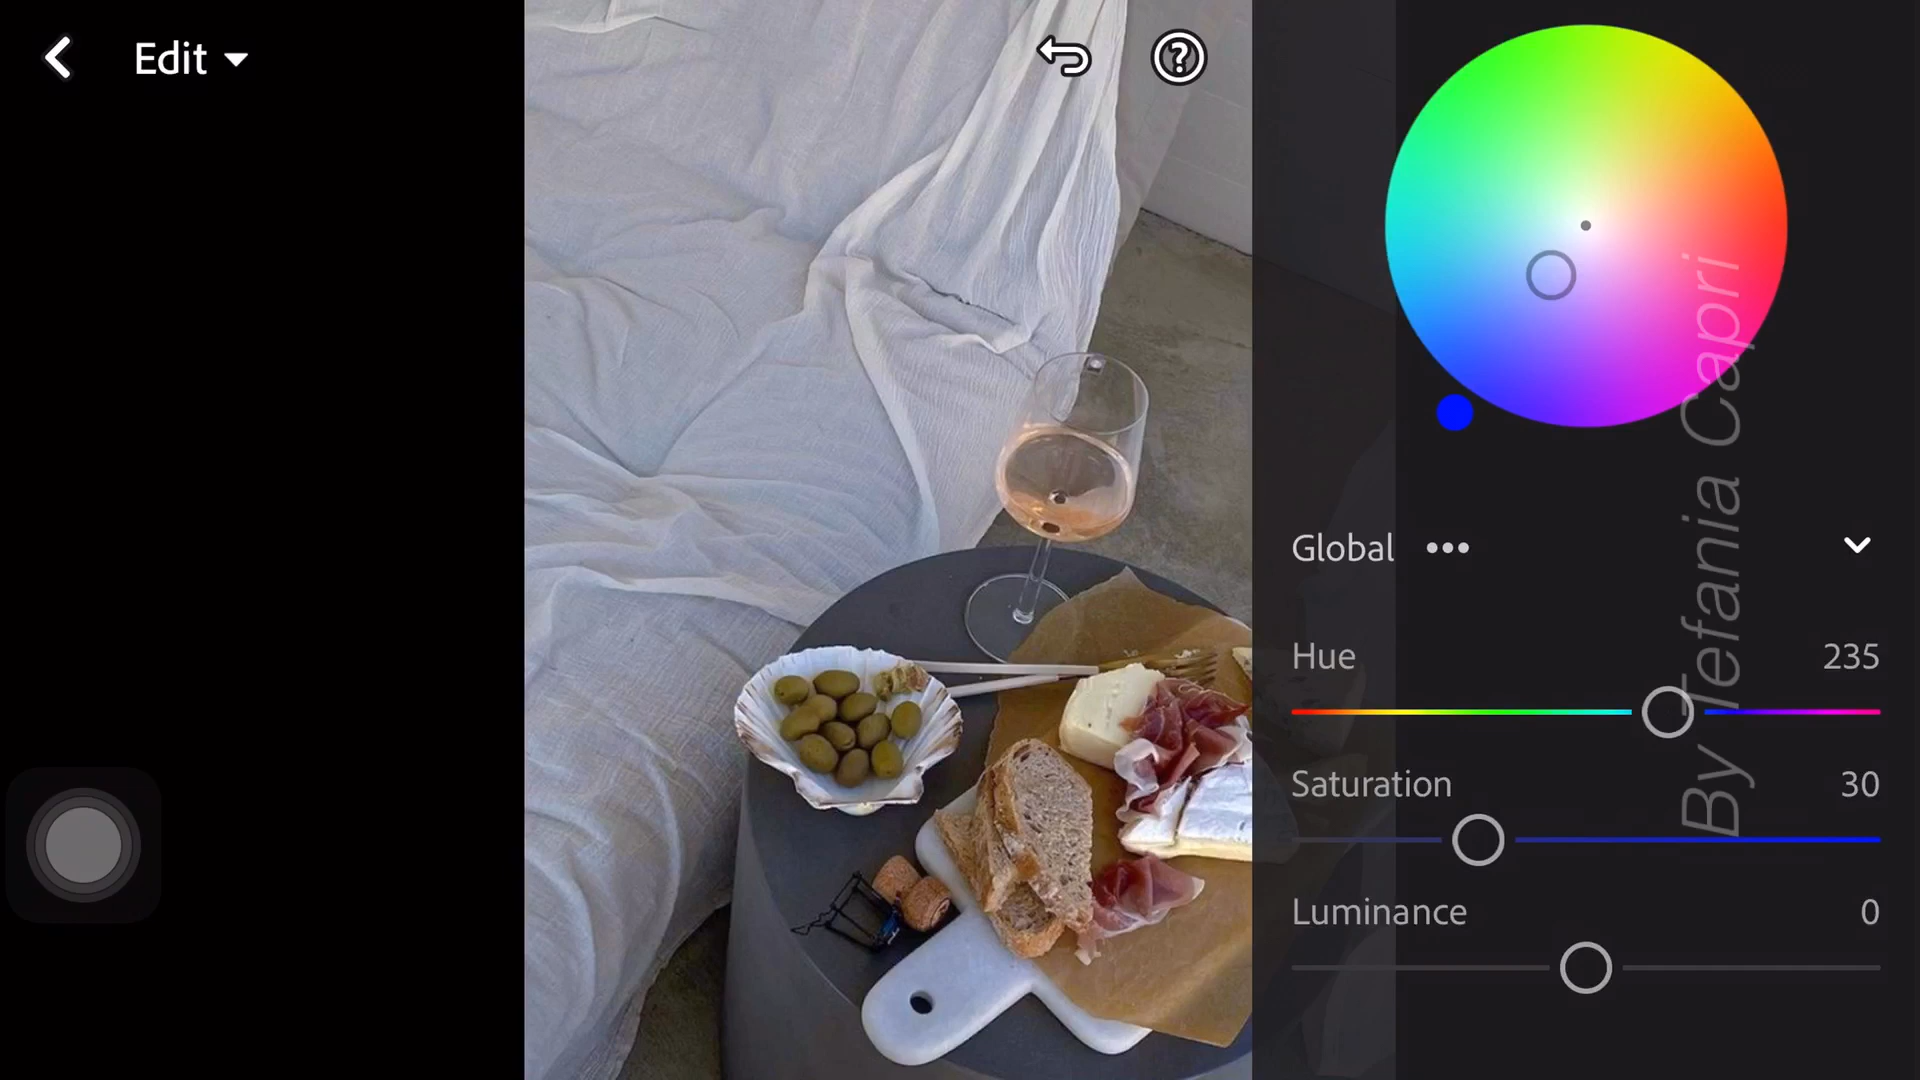 Edit
Global
Hue
235
Saturation
30
Luminance
0
By Tefania Capri